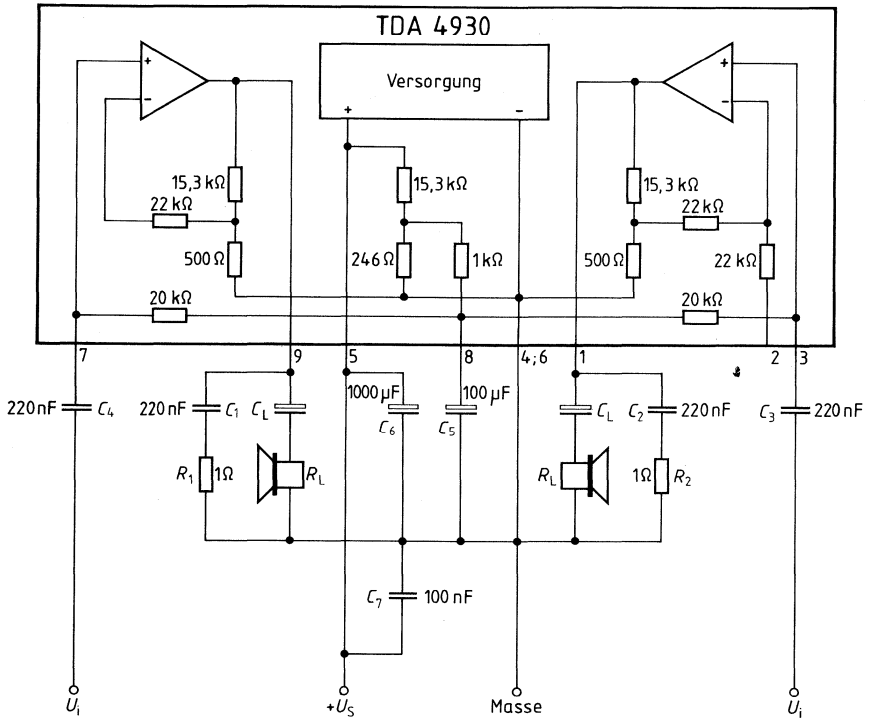 TDA 4930
Versorgung
+ -
+
-
+
-
15,3 kΩ
22 kΩ
500 Ω
15,3 kΩ
246 Ω
1 kΩ
15,3 kΩ
22 kΩ
500 Ω
22 kΩ
20 kΩ
20 kΩ
7 9 5 8 4;6 1 2 3
220 nF C4
220 nF C1
CL
1000 µF
C6
100 µF
C5
CL
C2 220 nF
C3 220 nF
R1 1 Ω
RL
RL
1 Ω R2
C7 100 nF
Ui
+US
Masse
Ui